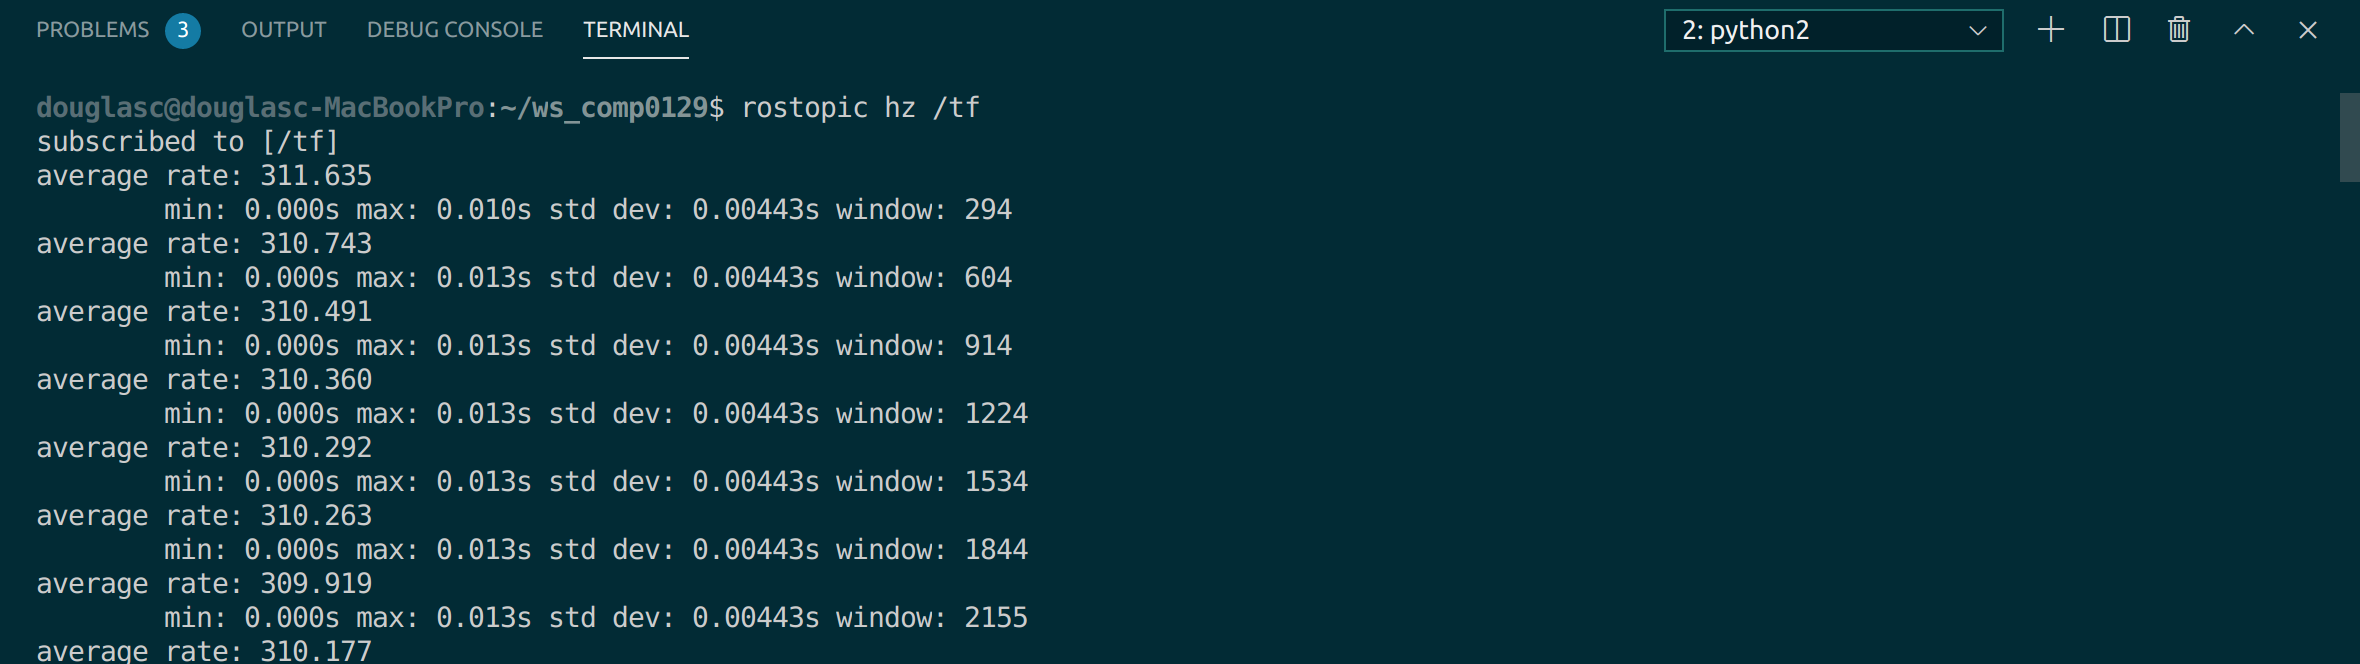 PROBLEMS 3 OUTPUT DEBUG CONSOLE TERMINAL 2: python2
douglasc@douglasc-MacBookPro:~/ws_comp0129$ rostopic hz /tf
subscribed to [/tf]
average rate: 311.635
        min: 0.000s max: 0.010s std dev: 0.00443s window: 294
average rate: 310.743
        min: 0.000s max: 0.013s std dev: 0.00443s window: 604
average rate: 310.491
        min: 0.000s max: 0.013s std dev: 0.00443s window: 914
average rate: 310.360
        min: 0.000s max: 0.013s std dev: 0.00443s window: 1224
average rate: 310.292
        min: 0.000s max: 0.013s std dev: 0.00443s window: 1534
average rate: 310.263
        min: 0.000s max: 0.013s std dev: 0.00443s window: 1844
average rate: 309.919
        min: 0.000s max: 0.013s std dev: 0.00443s window: 2155
average rate: 310.177